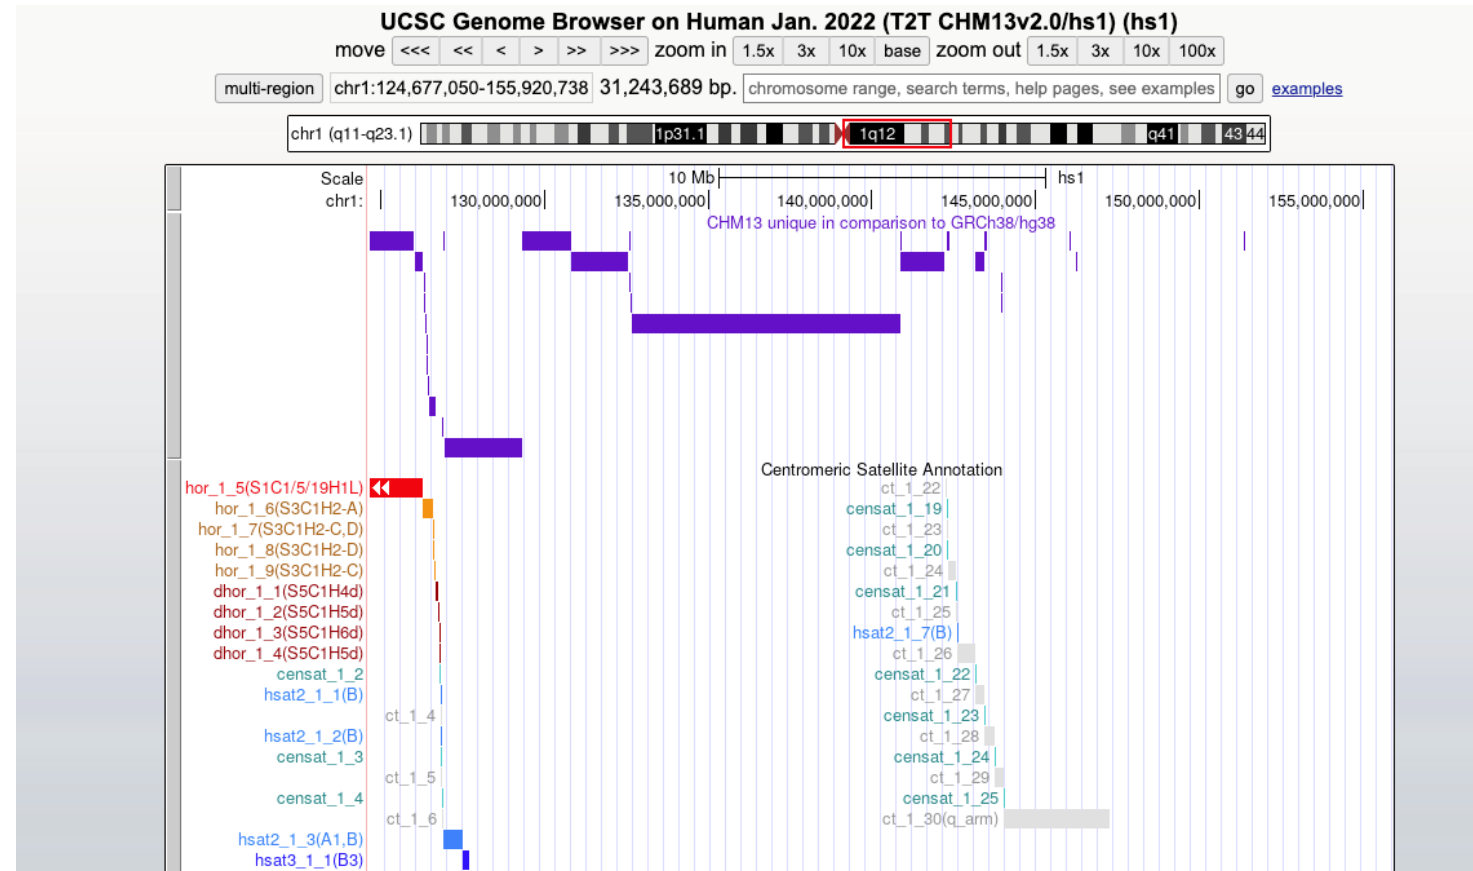 UCSC Genome Browser on Human Jan. 2022 (T2T CHM13v2.0/hs1) (hs1)
move <<< << < > >> >>> zoom in 1.5x 3x 10x base zoom out 1.5x 3x 10x 100x
multi-region chr1:124,677,050-155,920,738 31,243,689 bp. chromosome range, search terms, help pages, see examples go examples
chr1 (q11-q23.1) 1p31.1 1q12 q41 43 44
Scale 10 Mb hs1
chr1: 130,000,000 135,000,000 140,000,000 145,000,000 150,000,000 155,000,000
CHM13 unique in comparison to GRCh38/hg38
Centromeric Satellite Annotation
hor_1_5(S1C1/5/19H1L) ct_1_22
hor_1_6(S3C1H2-A) censat_1_19
hor_1_7(S3C1H2-C,D) ct_1_23
hor_1_8(S3C1H2-D) censat_1_20
hor_1_9(S3C1H2-C) ct_1_24
dhor_1_1(S5C1H4d) censat_1_21
dhor_1_2(S5C1H5d) ct_1_25
dhor_1_3(S5C1H6d) hsat2_1_7(B)
dhor_1_4(S5C1H5d) ct_1_26
censat_1_2 censat_1_22
hsat2_1_1(B) ct_1_27
ct_1_4 censat_1_23
hsat2_1_2(B) ct_1_28
censat_1_3 censat_1_24
ct_1_5 ct_1_29
censat_1_4 censat_1_25
ct_1_6 ct_1_30(q_arm)
hsat2_1_3(A1,B)
hsat3_1_1(B3)